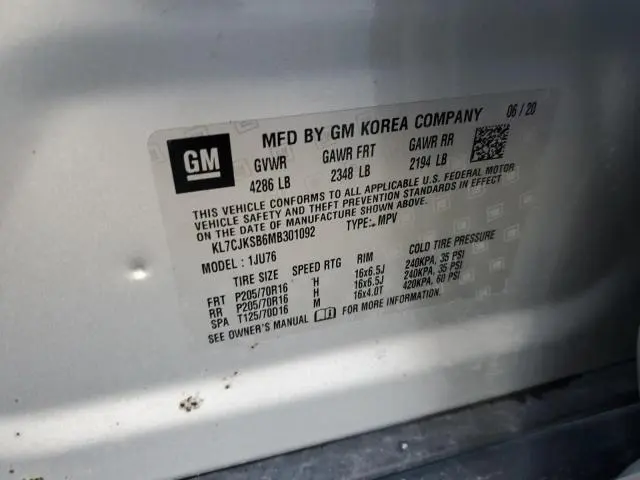 GM
MFD BY GM KOREA COMPANY 06 / 20
GVWR GAWR FRT GAWR RR
4286 LB 2348 LB 2194 LB
THIS VEHICLE CONFORMS TO ALL APPLICABLE U.S. FEDERAL MOTOR
VEHICLE SAFETY AND THEFT PREVENTION STANDARDS IN EFFECT
ON THE DATE OF MANUFACTURE SHOWN ABOVE.
KL7CJKSB6MB301092 TYPE: MPV
MODEL : 1JU76
TIRE SIZE SPEED RTG RIM COLD TIRE PRESSURE
FRT P205/70R16 H 16x6.5J 240KPA, 35 PSI
RR P205/70R16 H 16x6.5J 240KPA, 35 PSI
SPA T125/70D16 M 16x4.0T 420KPA, 60 PSI
SEE OWNER'S MANUAL FOR MORE INFORMATION.